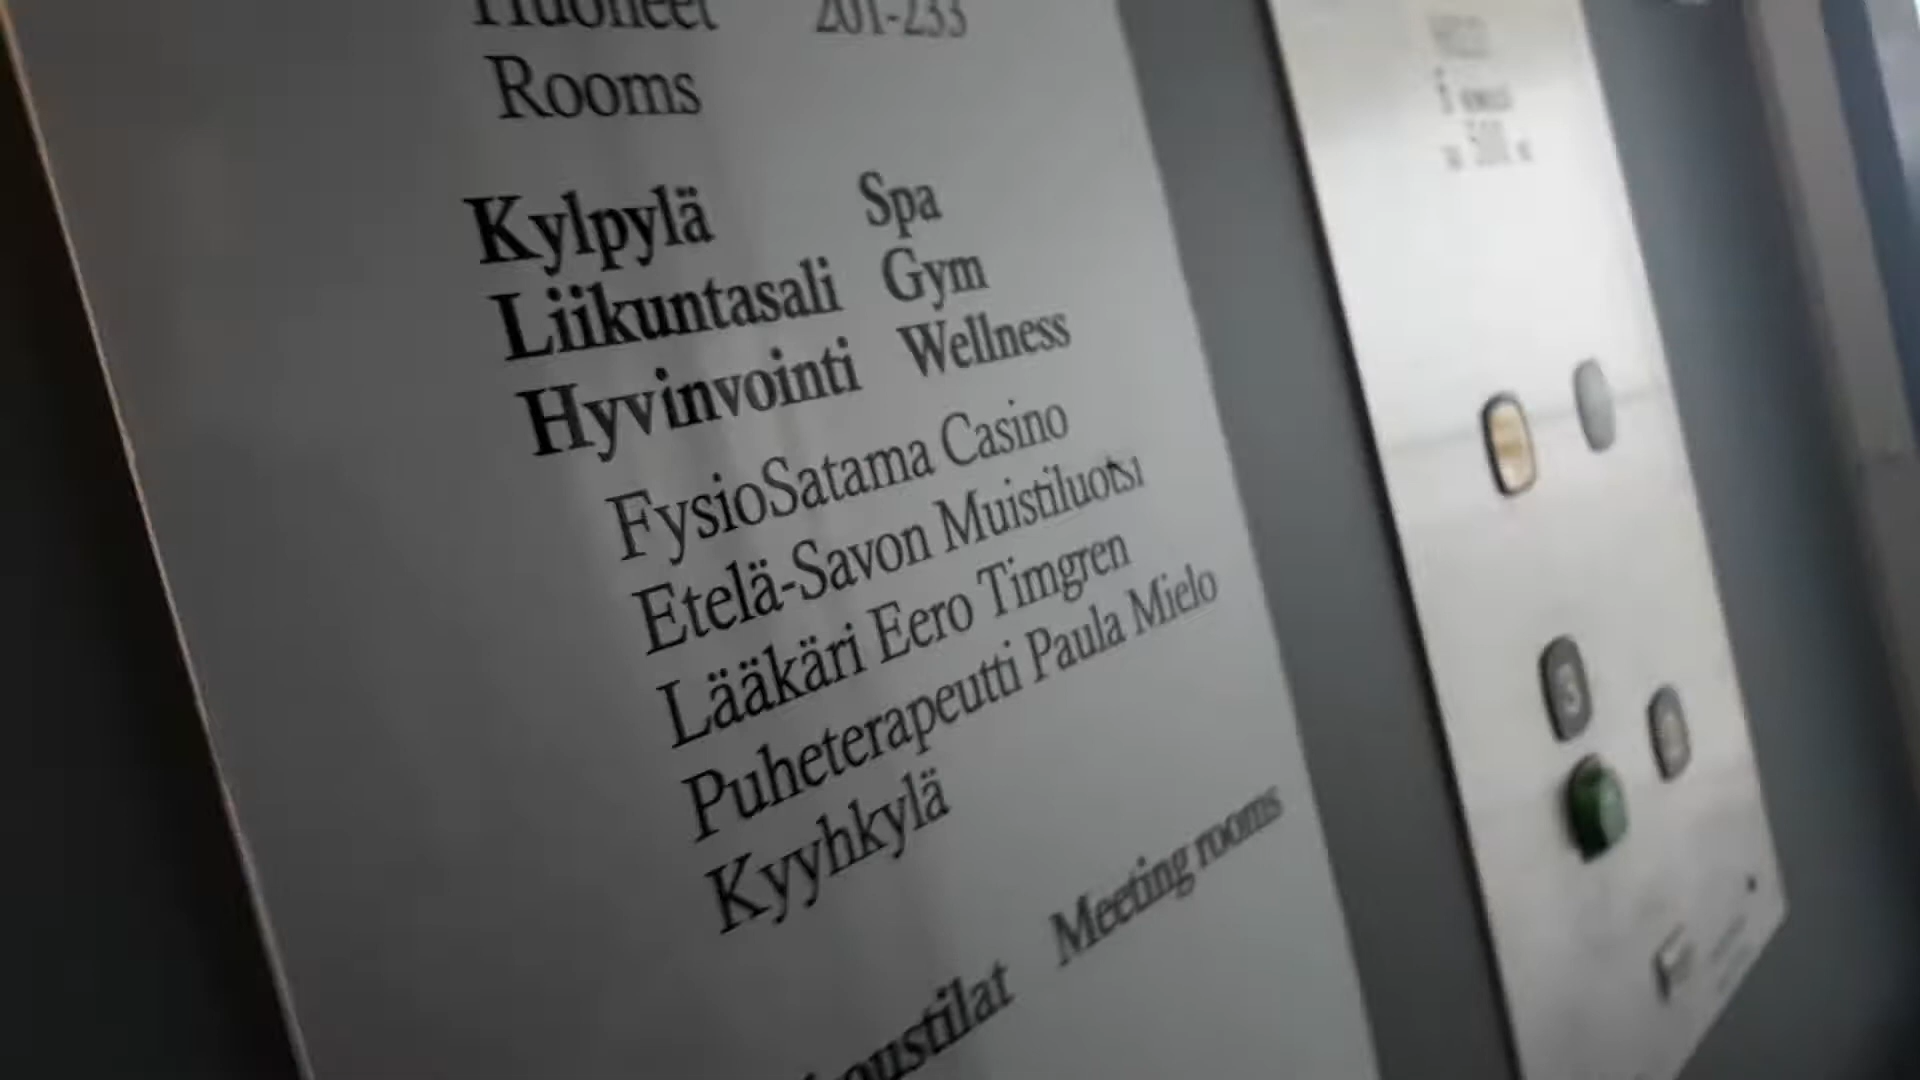 Huoneet 201-233
Rooms
Kylpylä Spa
Liikuntasali Gym
Hyvinvointi Wellness
FysioSatama Casino
Etelä-Savon Muistiluotsi
Lääkäri Eero Timgren
Puheterapeutti Paula Mielo
Kyyhkylä
Meeting rooms